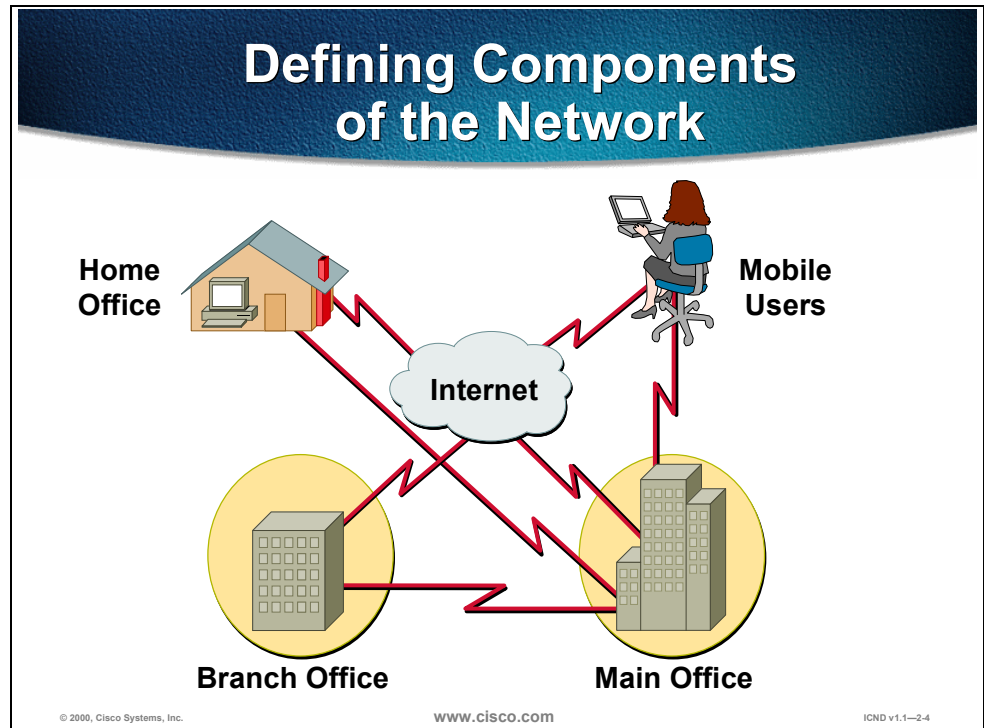 Defining Components
of the Network
Home
Office
Mobile
Users
Internet
Branch Office
Main Office
© 2000, Cisco Systems, Inc.
www.cisco.com
ICND v1.1—2-4